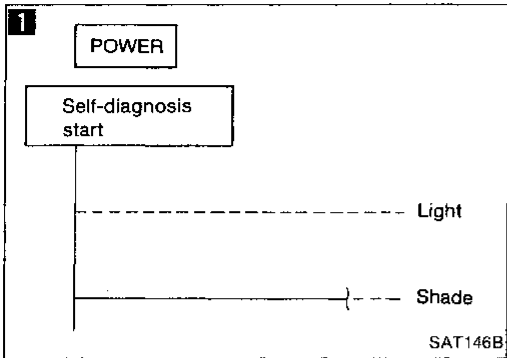 1
POWER
Self-diagnosis
start
Light
Shade
SAT146B